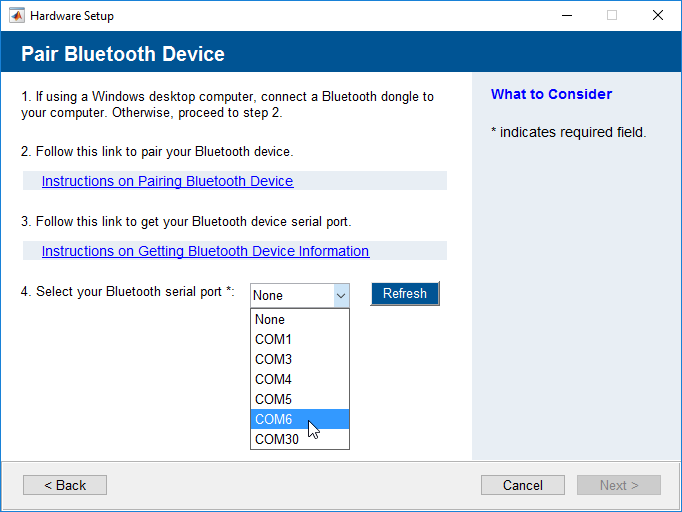 Hardware Setup
Pair Bluetooth Device
1. If using a Windows desktop computer, connect a Bluetooth dongle to
your computer. Otherwise, proceed to step 2.
2. Follow this link to pair your Bluetooth device.
Instructions on Pairing Bluetooth Device
3. Follow this link to get your Bluetooth device serial port.
Instructions on Getting Bluetooth Device Information
4. Select your Bluetooth serial port *:
None
Refresh
None
COM1
COM3
COM4
COM5
COM6
COM30
What to Consider
* indicates required field.
< Back
Cancel
Next >